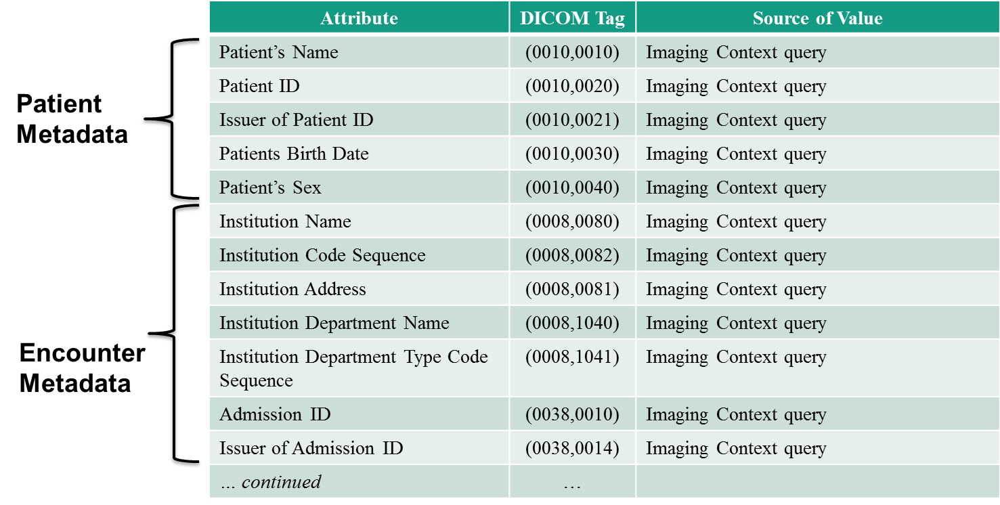 Attribute DICOM Tag Source of Value
Patient’s Name (0010,0010) Imaging Context query
Patient ID (0010,0020) Imaging Context query
Patient
Metadata
Issuer of Patient ID (0010,0021) Imaging Context query
Patients Birth Date (0010,0030) Imaging Context query
Patient’s Sex (0010,0040) Imaging Context query
Institution Name (0008,0080) Imaging Context query
Institution Code Sequence (0008,0082) Imaging Context query
Institution Address (0008,0081) Imaging Context query
Institution Department Name (0008,1040) Imaging Context query
Encounter
Metadata
Institution Department Type Code (0008,1041) Imaging Context query
Sequence
Admission ID (0038,0010) Imaging Context query
Issuer of Admission ID (0038,0014) Imaging Context query
... continued ...